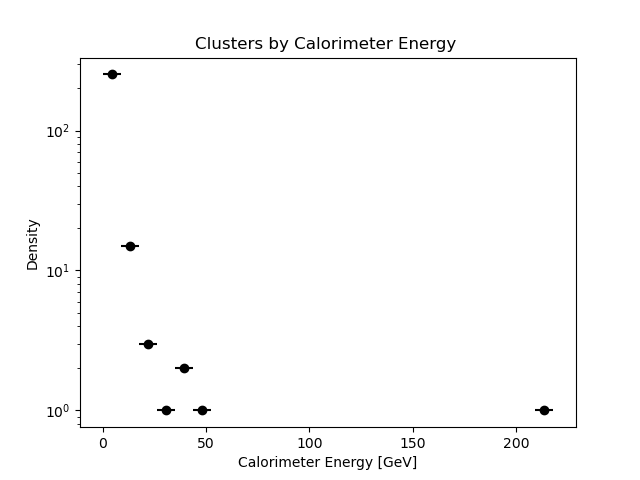 Clusters by Calorimeter Energy
Density
10²
10¹
10⁰
0 50 100 150 200
Calorimeter Energy [GeV]